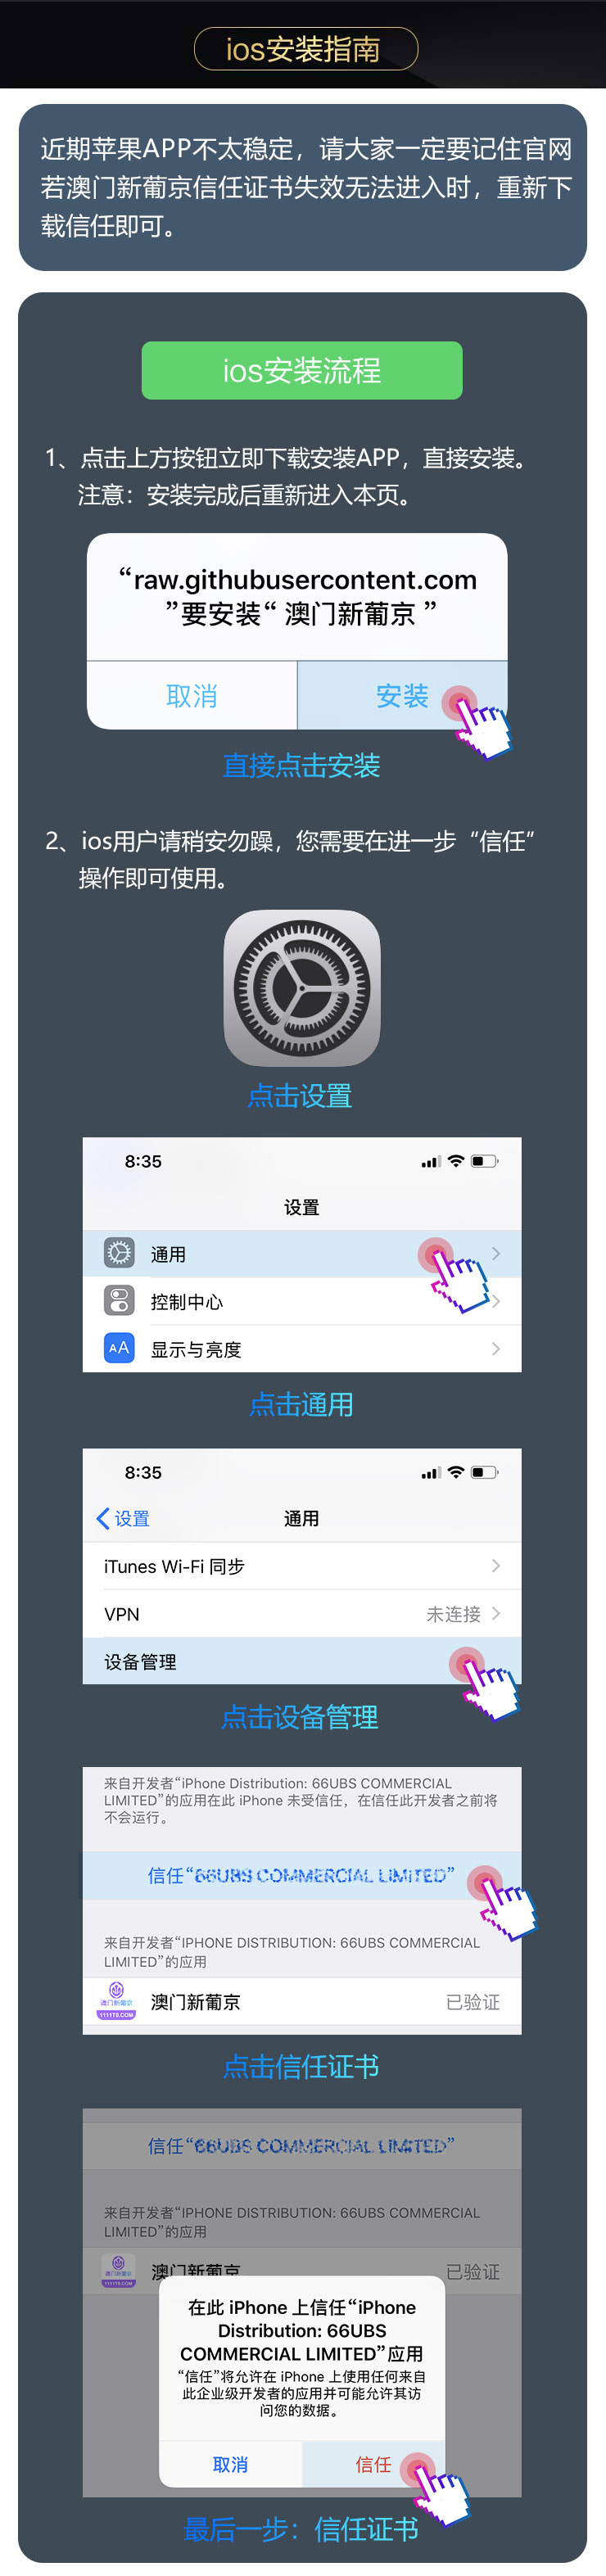 ios安装指南
近期苹果APP不太稳定，请大家一定要记住官网
若澳门新葡京信任证书失效无法进入时，重新下
载信任即可。
ios安装流程
1、点击上方按钮立即下载安装APP，直接安装。
注意：安装完成后重新进入本页。
“raw.githubusercontent.com
”要安装“ 澳门新葡京 ”
取消
安装
直接点击安装
2、ios用户请稍安勿躁，您需要在进一步“信任”
操作即可使用。
点击设置
8:35
设置
通用
控制中心
AA
显示与亮度
点击通用
8:35
设置
通用
iTunes Wi-Fi 同步
VPN
未连接
设备管理
点击设备管理
来自开发者“iPhone Distribution: 66UBS COMMERCIAL
LIMITED”的应用在此 iPhone 未受信任，在信任此开发者之前将
不会运行。
信任“66UBS COMMERCIAL LIMITED”
来自开发者“IPHONE DISTRIBUTION: 66UBS COMMERCIAL
LIMITED”的应用
澳门新葡京
澳门新葡京
已验证
点击信任证书
信任“66UBS COMMERCIAL LIMITED”
来自开发者“IPHONE DISTRIBUTION: 66UBS COMMERCIAL
LIMITED”的应用
澳门新葡京
澳门新葡京
已验证
在此 iPhone 上信任“iPhone
Distribution: 66UBS
COMMERCIAL LIMITED”应用
“信任”将允许在 iPhone 上使用任何来自
此企业级开发者的应用并可能允许其访
问您的数据。
取消
信任
最后一步：信任证书